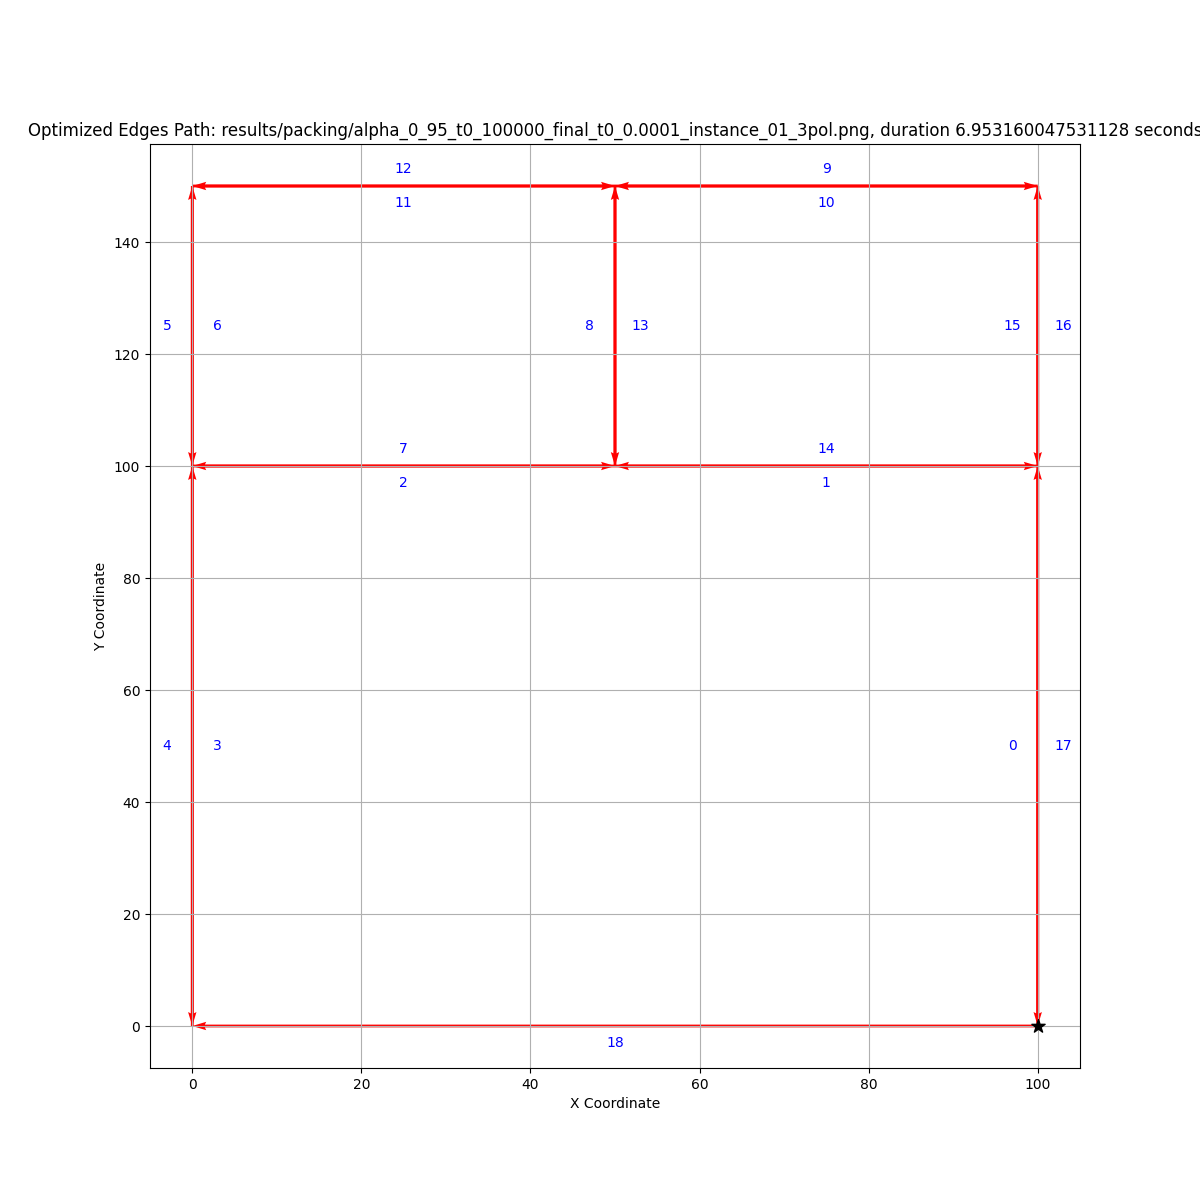 Optimized Edges Path: results/packing/alpha_0_95_t0_100000_final_t0_0.0001_instance_01_3pol.png, duration 6.953160047531128 seconds
12 9
11 10
140
5 6 8 13 15 16
120
7 14
100
2 1
80
Y Coordinate
60
4 3 0 17
40
20
0
18
0 20 40 60 80 100
X Coordinate